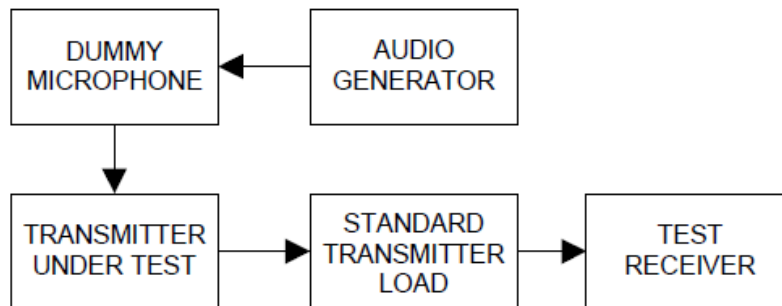 DUMMY
MICROPHONE
AUDIO
GENERATOR
TRANSMITTER
UNDER TEST
STANDARD
TRANSMITTER
LOAD
TEST
RECEIVER